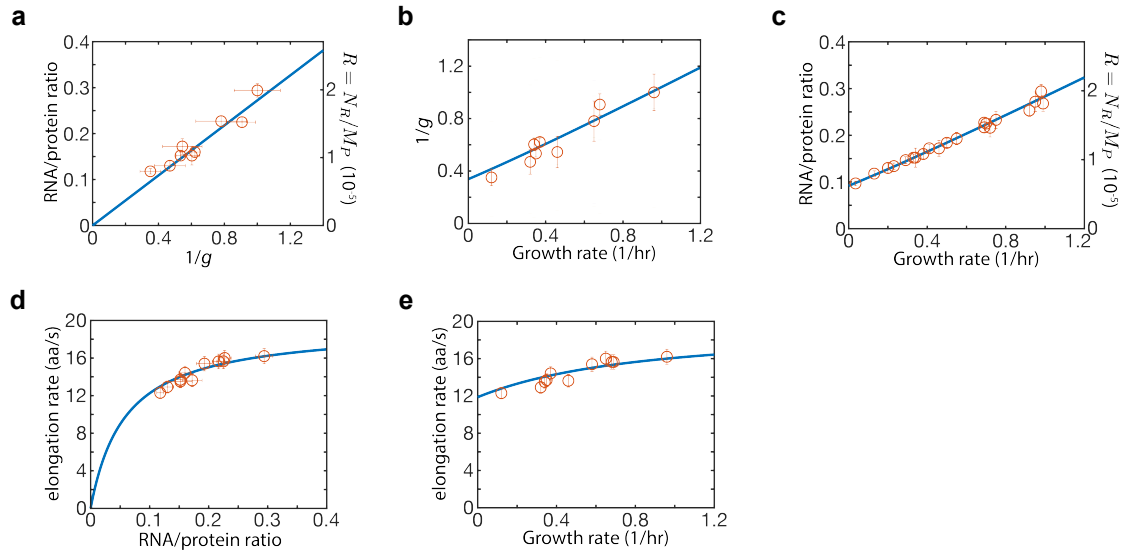 a
0.4
0.3
0.2
0.1
0
RNA/protein ratio
0 0.4 0.8 1.2
1/g
2
1
0
R = N_R/M_P (10⁻⁵)
b
1.2
0.8
0.4
0
1/g
0 0.4 0.8 1.2
Growth rate (1/hr)
c
0.4
0.3
0.2
0.1
0
RNA/protein ratio
0 0.4 0.8 1.2
Growth rate (1/hr)
2
1
0
R = N_R/M_P (10⁻⁵)
d
20
16
12
8
4
0
elongation rate (aa/s)
0 0.1 0.2 0.3 0.4
RNA/protein ratio
e
20
16
12
8
4
0
elongation rate (aa/s)
0 0.4 0.8 1.2
Growth rate (1/hr)